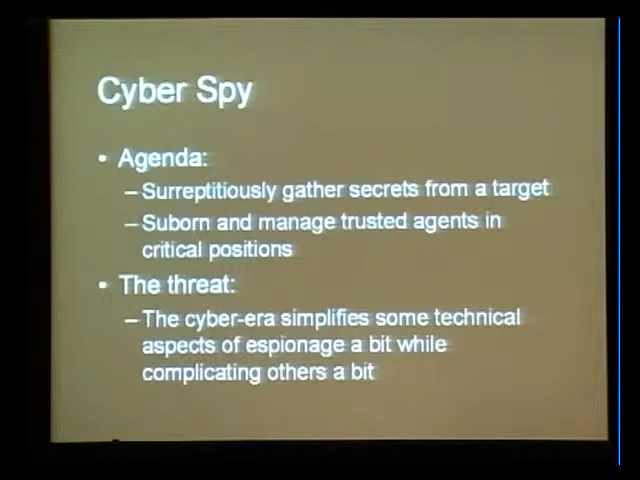 Cyber Spy
• Agenda:
– Surreptitiously gather secrets from a target
– Suborn and manage trusted agents in
critical positions
• The threat:
– The cyber-era simplifies some technical
aspects of espionage a bit while
complicating others a bit